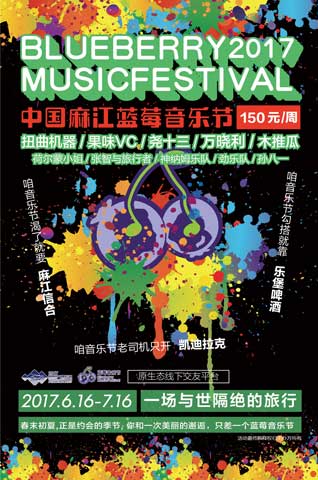 BLUEBERRY2017
MUSICFESTIVAL
中国麻江蓝莓音乐节 150元/周
扭曲机器/果味VC/尧十三/万晓利/木推瓜
荷尔蒙小姐/张智与旅行者/神纳姆乐队/劲乐队/孙八一
咱音乐节渴了就要 麻江信合
咱音乐节勾搭就靠 乐堡啤酒
咱音乐节老司机只开 凯迪拉克
原生态线下交友平台
2017.6.16-7.16 一场与世隔绝的旅行
春末初夏,正是约会的季节,你和一次美丽的邂逅,只差一个蓝莓音乐节